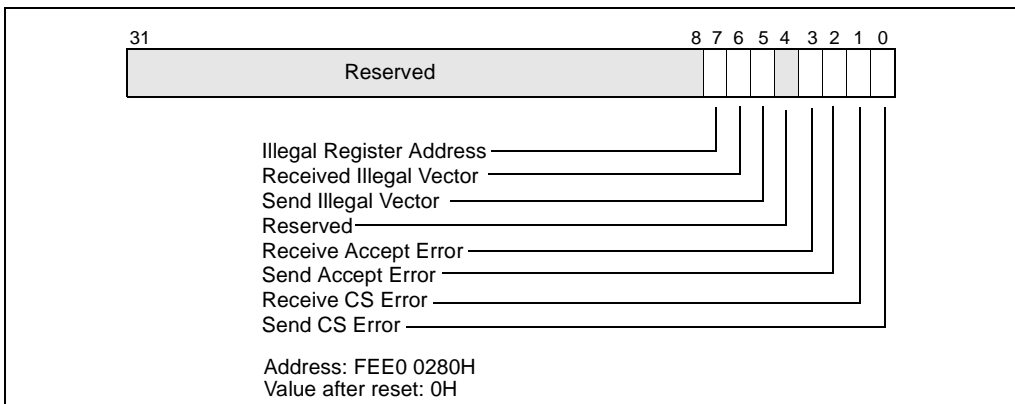 31 8 7 6 5 4 3 2 1 0
Reserved
Illegal Register Address
Received Illegal Vector
Send Illegal Vector
Reserved
Receive Accept Error
Send Accept Error
Receive CS Error
Send CS Error
Address: FEE0 0280H
Value after reset: 0H